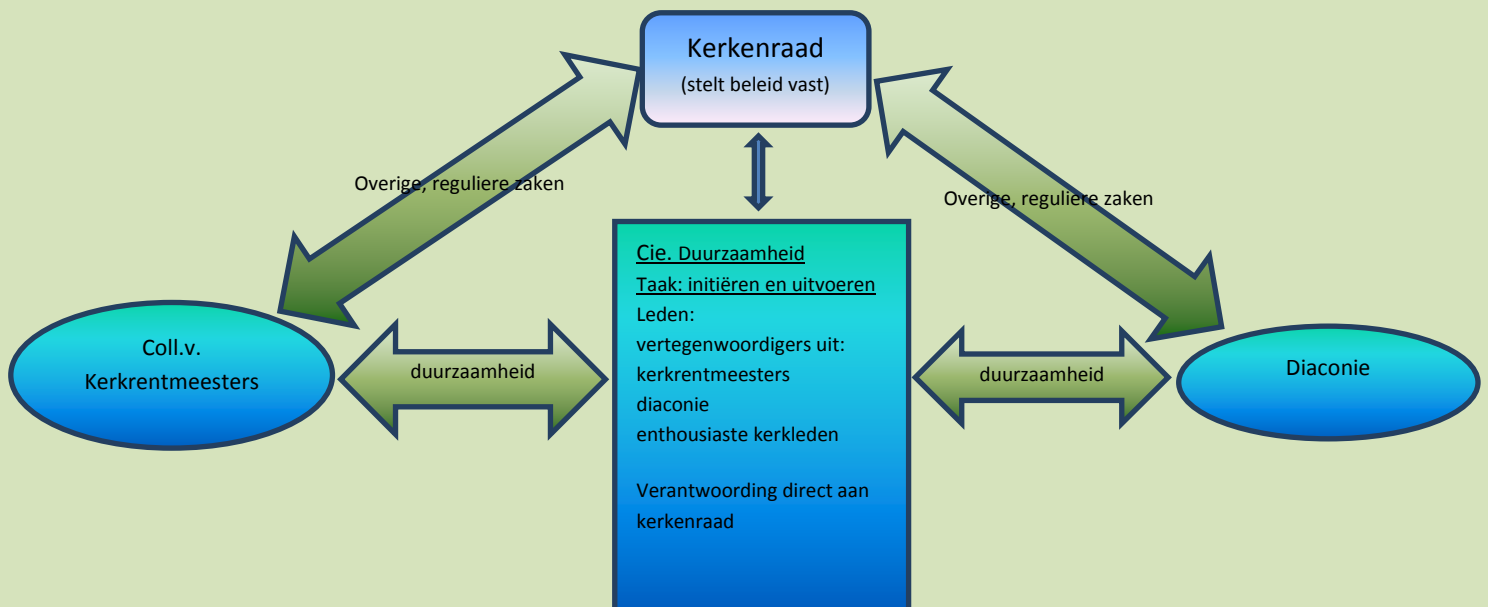 Kerkenraad
(stelt beleid vast)
Overige, reguliere zaken
Overige, reguliere zaken
Coll.v.
Kerkrentmeesters
duurzaamheid
Cie. Duurzaamheid
Taak: initiëren en uitvoeren
Leden:
vertegenwoordigers uit:
kerkrentmeesters
diaconie
enthousiaste kerkleden
Verantwoording direct aan
kerkenraad
duurzaamheid
Diaconie